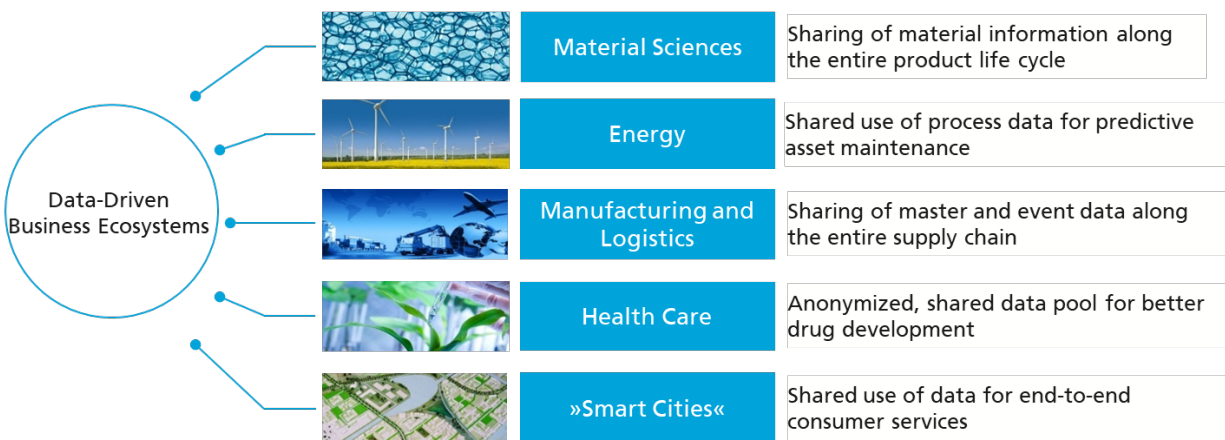 Data-Driven
Business Ecosystems
Material Sciences
Sharing of material information along
the entire product life cycle
Energy
Shared use of process data for predictive
asset maintenance
Manufacturing and
Logistics
Sharing of master and event data along
the entire supply chain
Health Care
Anonymized, shared data pool for better
drug development
»Smart Cities«
Shared use of data for end-to-end
consumer services